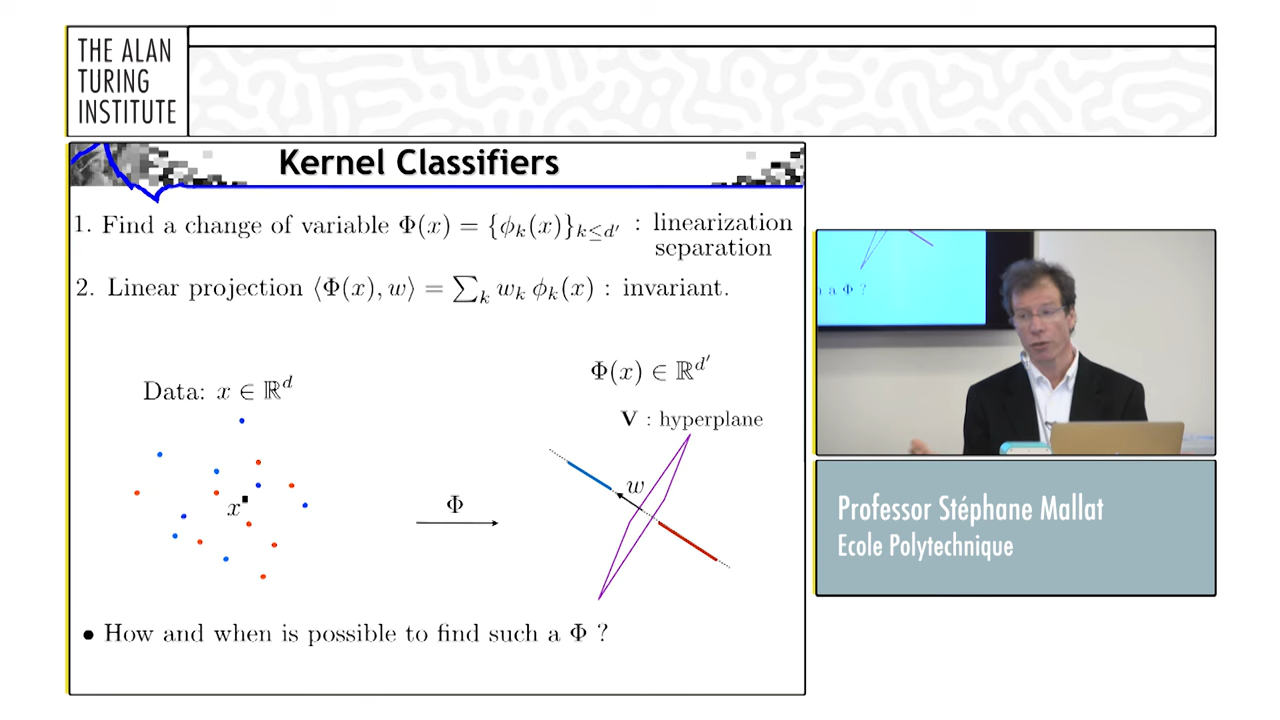 THE ALAN
TURING
INSTITUTE
Kernel Classifiers
1. Find a change of variable Φ(x) = {ϕ_k(x)}_{k≤d′} : linearization
separation
2. Linear projection ⟨Φ(x), w⟩ = ∑_k w_k ϕ_k(x) : invariant.
Data: x ∈ ℝ^d
Φ(x) ∈ ℝ^{d′}
V : hyperplane
x
Φ
w
• How and when is possible to find such a Φ ?
a Φ ?
Professor Stéphane Mallat
Ecole Polytechnique